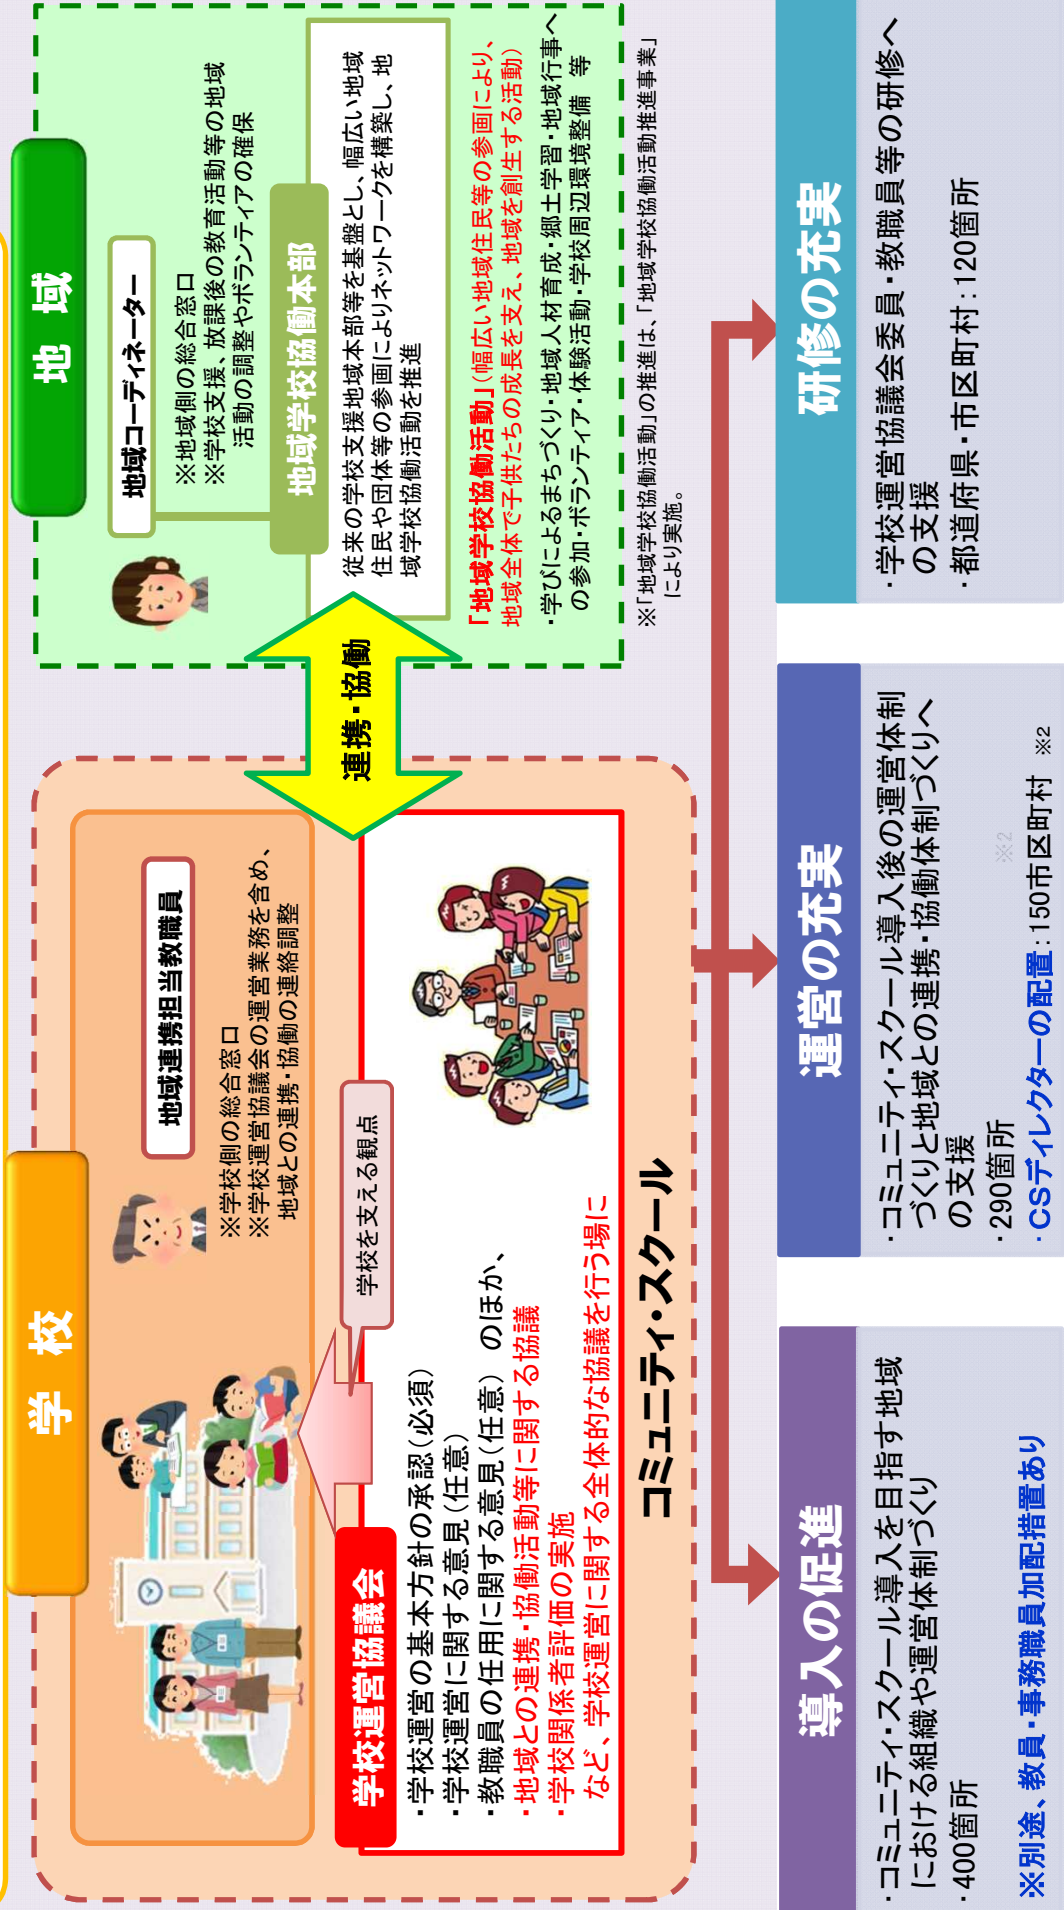 学　校
地域連携担当教職員
※学校側の総合窓口
※学校運営協議会の運営業務を含め、
地域との連携・協働の連絡調整
学校を支える観点
学校運営協議会
・学校運営の基本方針の承認（必須）
・学校運営に関する意見（任意）
・教職員の任用に関する意見（任意）　のほか、
・地域との連携・協働活動等に関する協議
・学校関係者評価の実施
など、学校運営に関する全体的な協議を行う場に
コミュニティ・スクール
連携・協働
地　域
地域コーディネーター
※地域側の総合窓口
※学校支援、放課後の教育活動等の地域
活動の調整やボランティアの確保
地域学校協働本部
従来の学校支援地域本部等を基盤とし、幅広い地域
住民や団体等の参画によりネットワークを構築し、地
域学校協働活動を推進
「地域学校協働活動」（幅広い地域住民等の参画により、
地域全体で子供たちの成長を支え、地域を創生する活動）
・学びによるまちづくり・地域人材育成・郷土学習・地域行事へ
の参加・ボランティア・体験活動・学校周辺環境整備　等
※「地域学校協働活動」の推進は、「地域学校協働活動推進事業」
により実施。
導入の促進
・コミュニティ・スクール導入を目指す地域
における組織や運営体制づくり
・400箇所
※別途、教員・事務職員加配措置あり
運営の充実
・コミュニティ・スクール導入後の運営体制
づくりと地域との連携・協働体制づくりへ
の支援
・290箇所
※2
・CSディレクターの配置：150市区町村　※2
研修の充実
・学校運営協議会委員・教職員等の研修へ
の支援
・都道府県・市区町村：120箇所